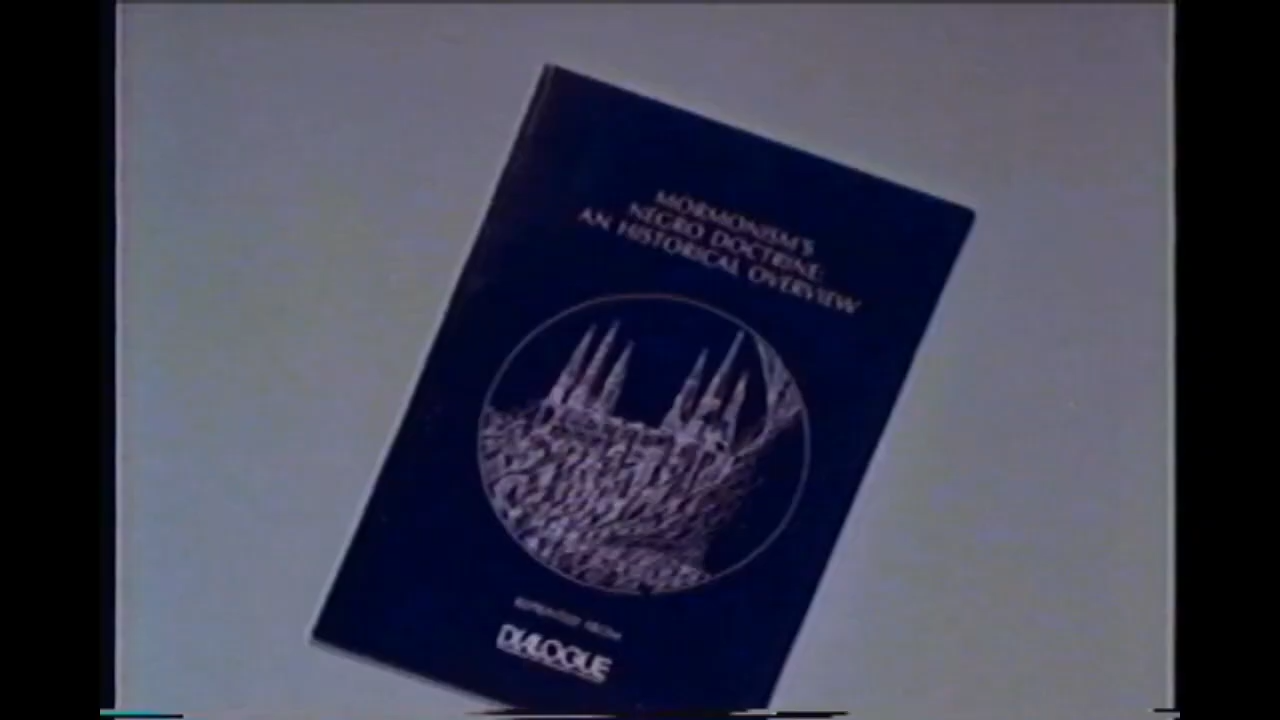 MORMONISM'S
NEGRO DOCTRINE:
AN HISTORICAL OVERVIEW
REPRINTED FROM
DIALOGUE